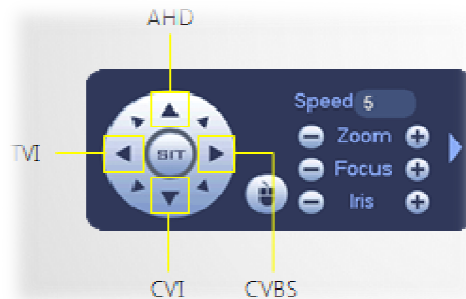 AHD
Speed 5
Zoom
TVI
SIT
Focus
Iris
CVI
CVBS